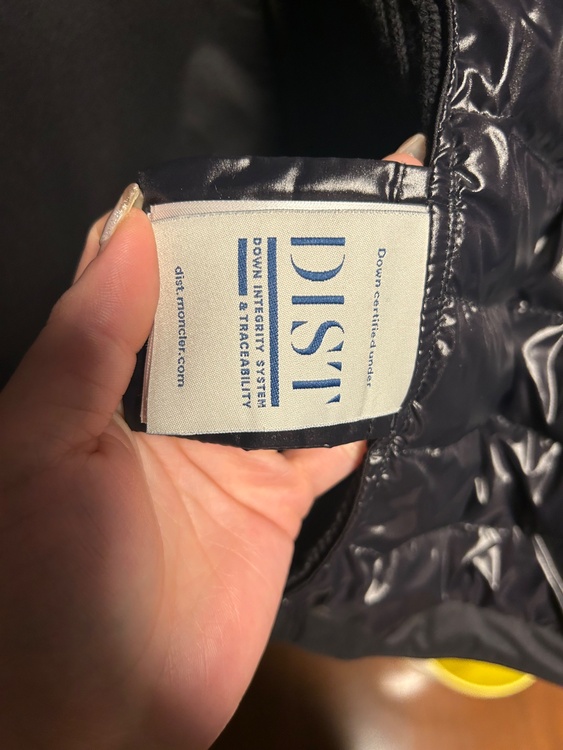 Down certified under
DIST
DOWN INTEGRITY SYSTEM
& TRACEABILITY
dist.moncler.com